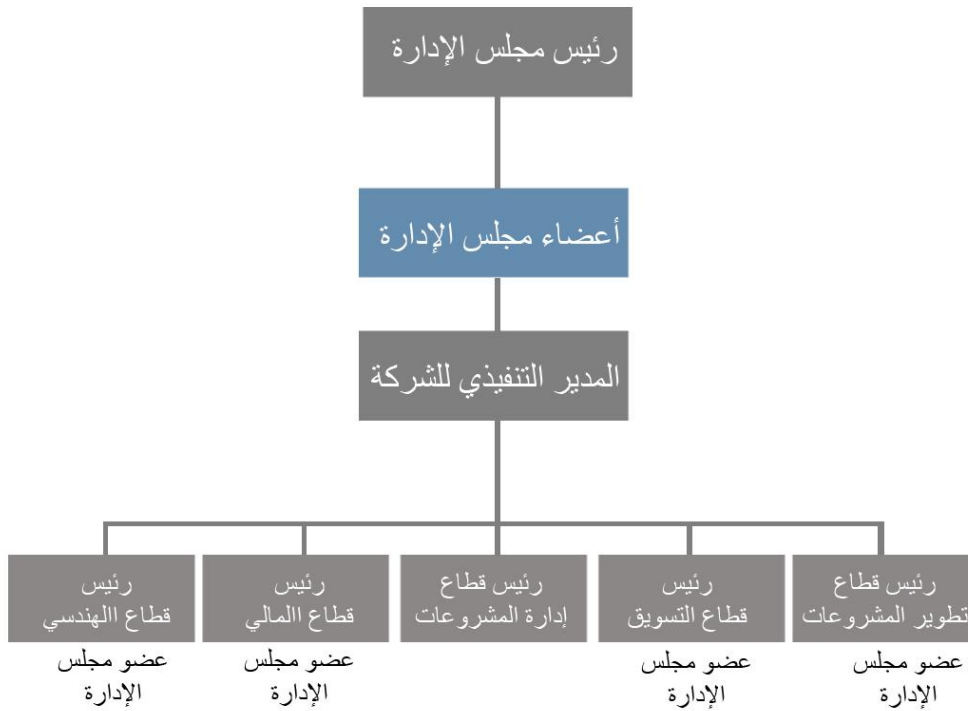 رئيس مجلس الإدارة
أعضاء مجلس الإدارة
المدير التنفيذي للشركة
رئيس قطاع
تطوير المشروعات
عضو مجلس
الإدارة
رئيس
قطاع التسويق
عضو مجلس
الإدارة
رئيس قطاع
إدارة المشروعات
رئيس
قطاع االمالي
عضو مجلس
الإدارة
رئيس
قطاع االهندسي
عضو مجلس
الإدارة